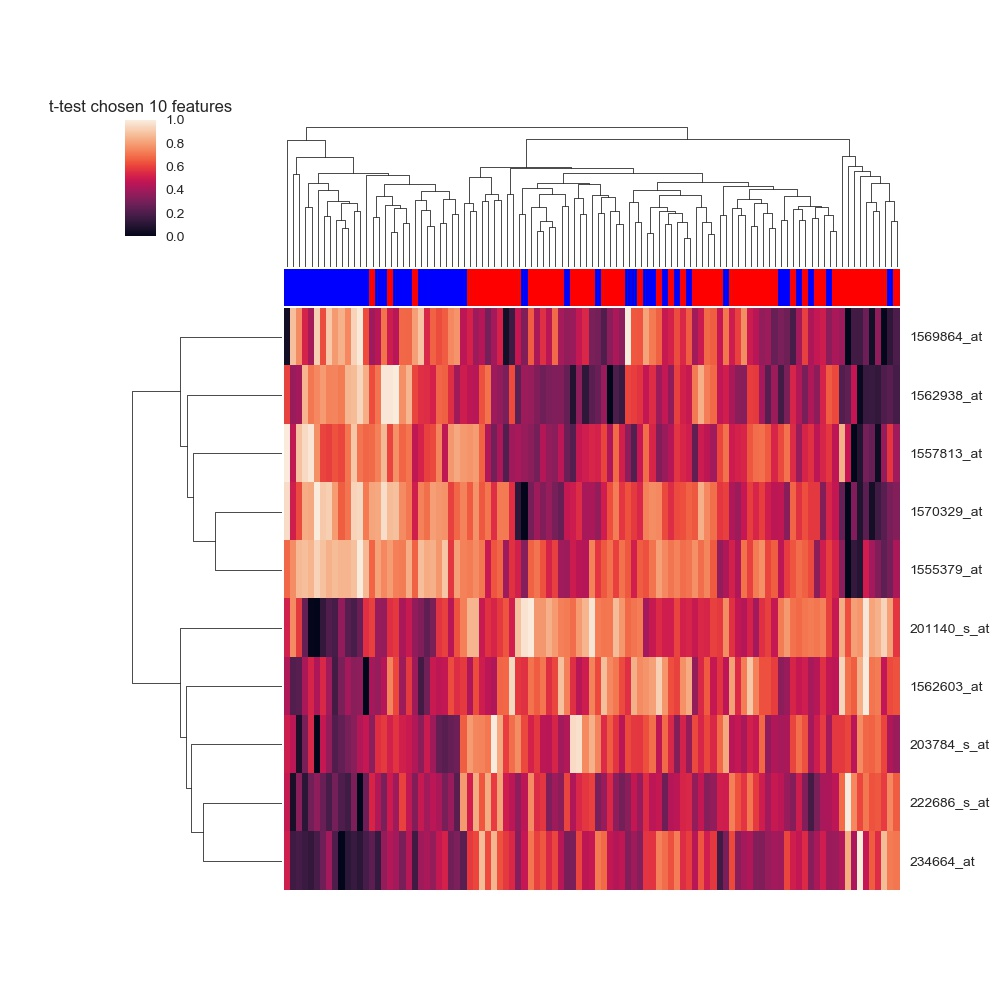 t-test chosen 10 features
1.0
0.8
0.6
0.4
0.2
0.0
1569864_at
1562938_at
1557813_at
1570329_at
1555379_at
201140_s_at
1562603_at
203784_s_at
222686_s_at
234664_at